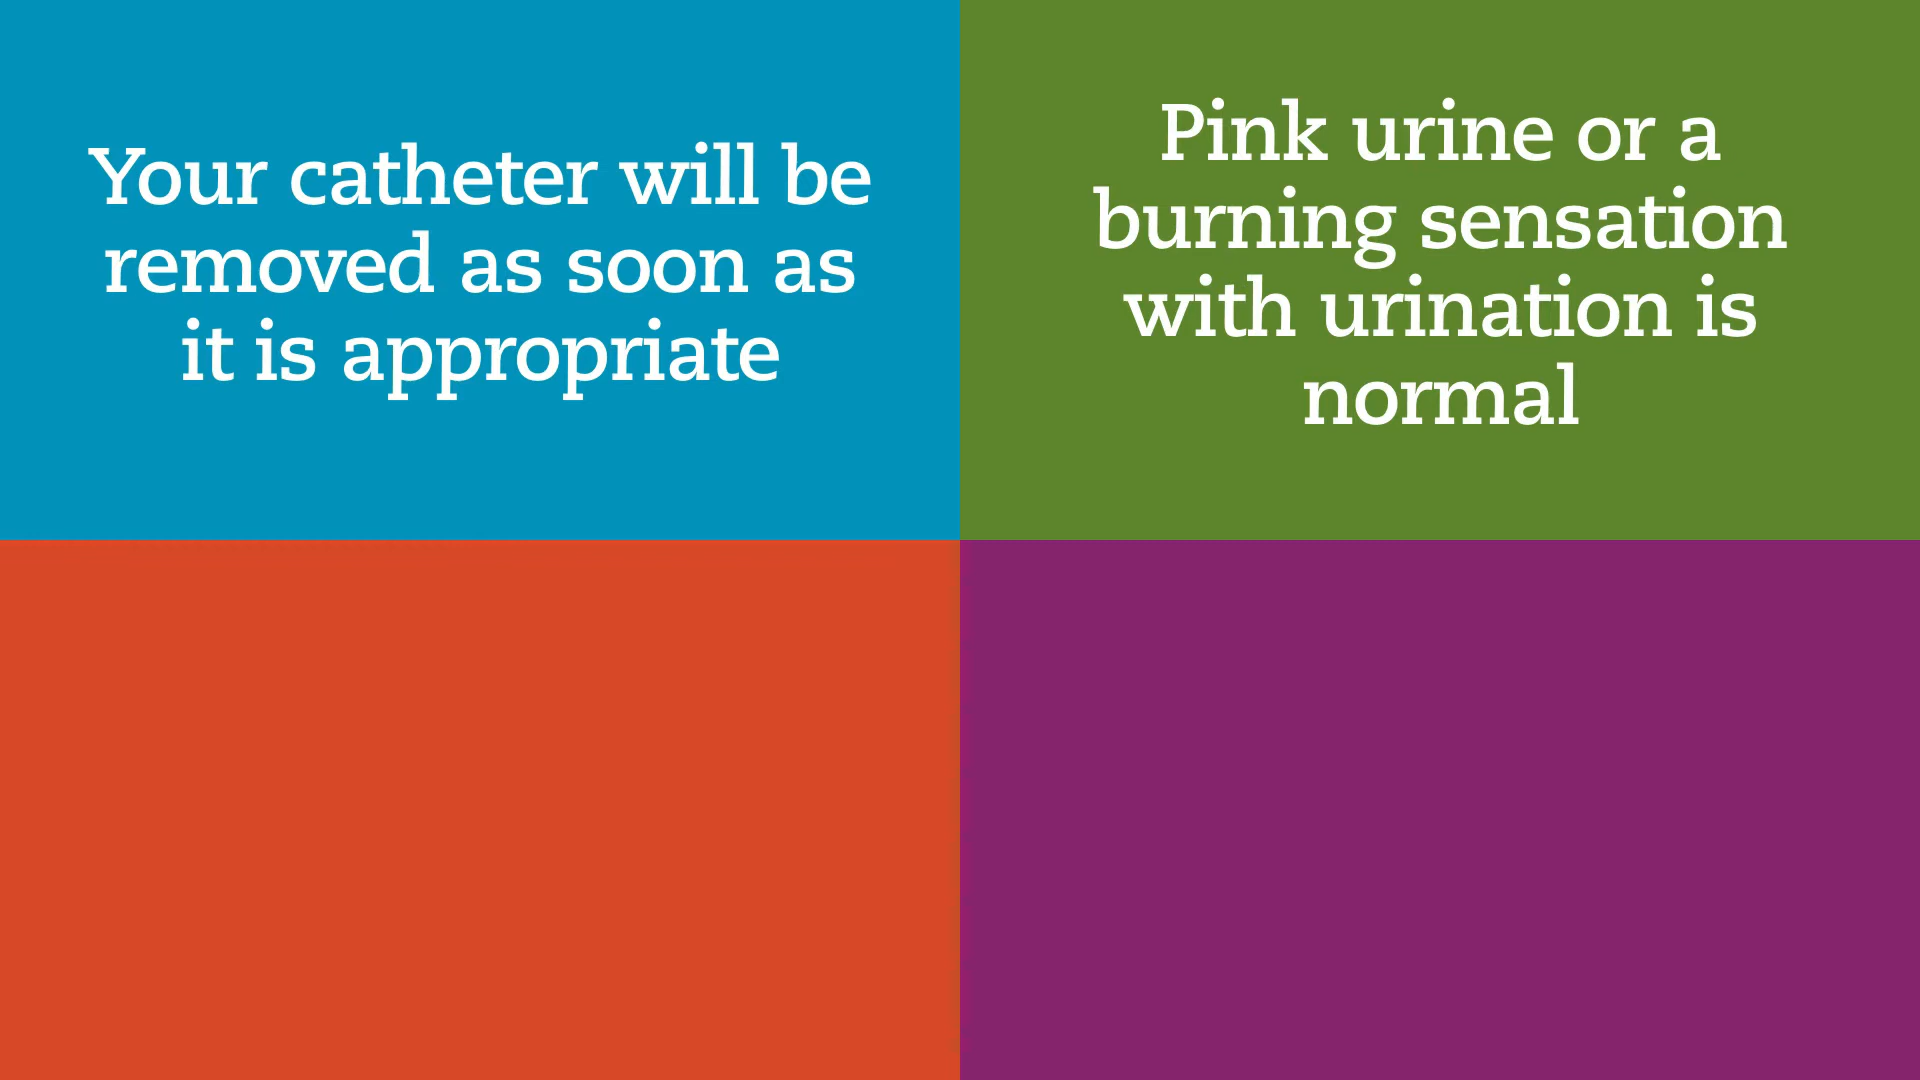 Your catheter will be
removed as soon as
it is appropriate
Pink urine or a
burning sensation
with urination is
normal